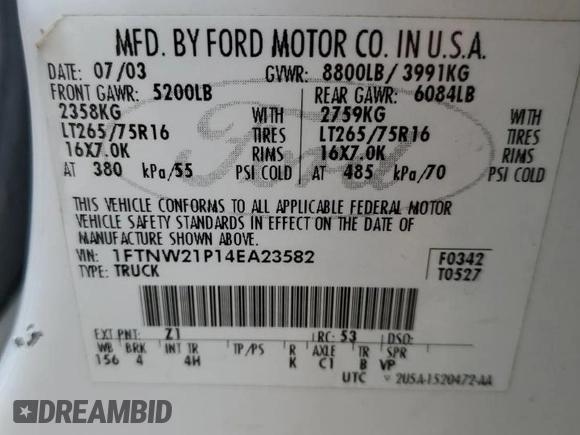 MFD. BY FORD MOTOR CO. IN U.S.A.
DATE: 07/03 GVWR: 8800LB/ 3991KG
FRONT GAWR: 5200LB REAR GAWR: 6084LB
2358KG WITH 2759KG WITH
LT265/75R16 TIRES LT265/75R16 TIRES
16X7.0K RIMS 16X7.0K RIMS
AT 380 kPa/55 PSI COLD AT 485 kPa/70 PSI COLD
THIS VEHICLE CONFORMS TO ALL APPLICABLE FEDERAL MOTOR
VEHICLE SAFETY STANDARDS IN EFFECT ON THE DATE OF
MANUFACTURE SHOWN ABOVE.
VIN: 1FTNW21P14EA23582 F0342
TYPE: TRUCK T0527
EXT PNT: Z1 RC: 53 DSO:
WB BRK INT TR TP/PS R AXLE TR SPR
156 4 4H K C1 B VP
UTC 2U5A-1520472-AA
Ford
DREAMBID